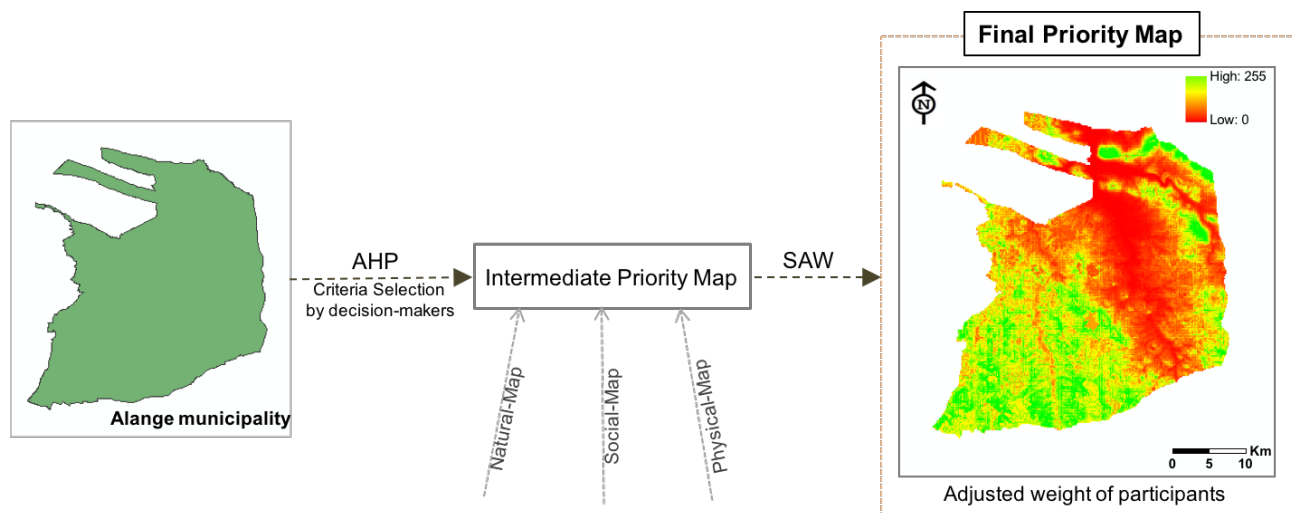 Alange municipality
AHP
Criteria Selection
by decision-makers
Intermediate Priority Map
Natural-Map
Social-Map
Physical-Map
SAW
Final Priority Map
N
High: 255
Low: 0
Km
0 5 10
Adjusted weight of participants